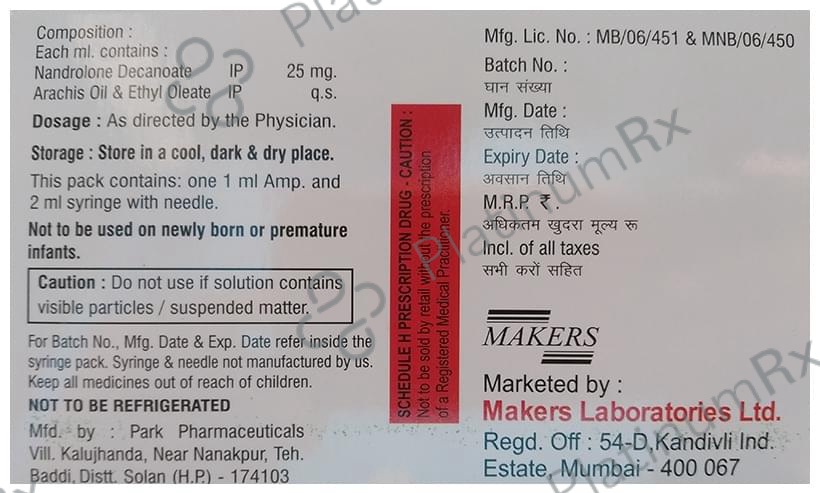 Composition :
Each ml. contains :
Nandrolone Decanoate IP 25 mg.
Arachis Oil & Ethyl Oleate IP q.s.
Dosage : As directed by the Physician.
Storage : Store in a cool, dark & dry place.
This pack contains: one 1 ml Amp. and
2 ml syringe with needle.
Not to be used on newly born or premature
infants.
Caution : Do not use if solution contains
visible particles / suspended matter.
For Batch No., Mfg. Date & Exp. Date refer inside the
syringe pack. Syringe & needle not manufactured by us.
Keep all medicines out of reach of children.
NOT TO BE REFRIGERATED
Mfd. by : Park Pharmaceuticals
Vill. Kalujhanda, Near Nanakpur, Teh.
Baddi, Distt. Solan (H.P.) - 174103
SCHEDULE H PRESCRIPTION DRUG - CAUTION :
Not to be sold by retail without the prescription
of a Registered Medical Practitioner.
Mfg. Lic. No. : MB/06/451 & MNB/06/450
Batch No. :
घान संख्या
Mfg. Date :
उत्पादन तिथि
Expiry Date :
अवसान तिथि
M.R.P. ₹.
अधिकतम खुदरा मूल्य रू
Incl. of all taxes
सभी करों सहित
MAKERS
Marketed by :
Makers Laboratories Ltd.
Regd. Off : 54-D,Kandivli Ind.
Estate, Mumbai - 400 067
PlatinumRx
PlatinumRx
PlatinumRx